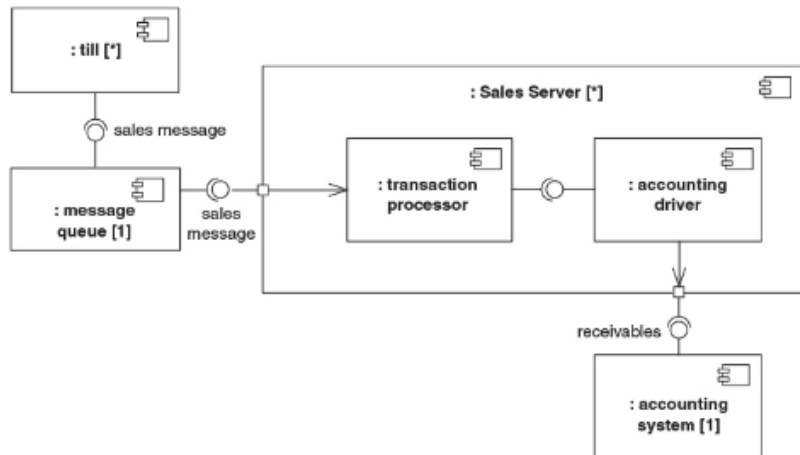 : till [*]
sales message
: Sales Server [*]
: message
queue [1]
sales
message
: transaction
processor
: accounting
driver
receivables
: accounting
system [1]